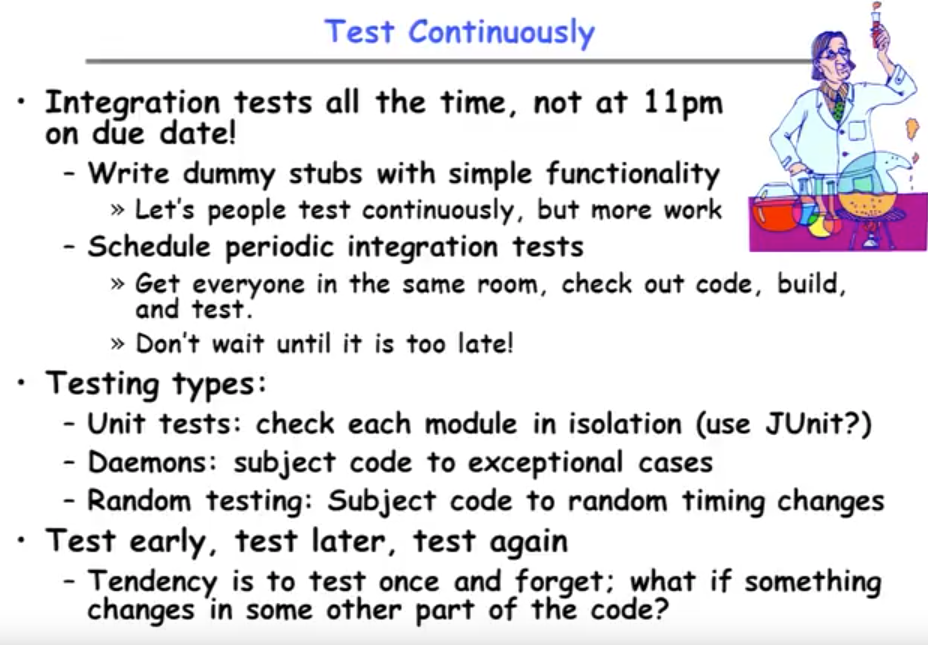 Test Continuously
• Integration tests all the time, not at 11pm
on due date!
– Write dummy stubs with simple functionality
» Let's people test continuously, but more work
– Schedule periodic integration tests
» Get everyone in the same room, check out code, build,
and test.
» Don't wait until it is too late!
• Testing types:
– Unit tests: check each module in isolation (use JUnit?)
– Daemons: subject code to exceptional cases
– Random testing: Subject code to random timing changes
• Test early, test later, test again
– Tendency is to test once and forget; what if something
changes in some other part of the code?